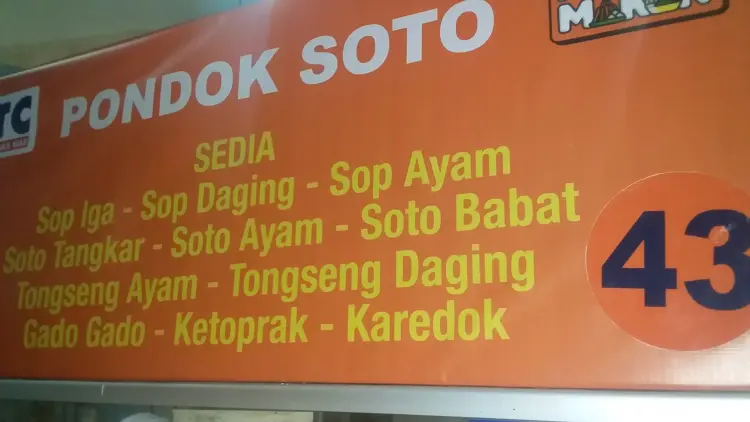 TC
PONDOK SOTO
SEDIA
Sop Iga - Sop Daging - Sop Ayam
Soto Tangkar - Soto Ayam - Soto Babat
Tongseng Ayam - Tongseng Daging
Gado Gado - Ketoprak - Karedok
43